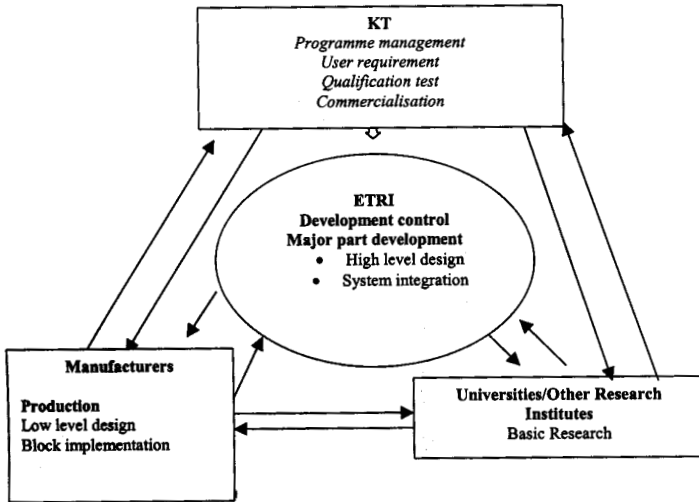 KT
Programme management
User requirement
Qualification test
Commercialisation
ETRI
Development control
Major part development
• High level design
• System integration
Manufacturers
Production
Low level design
Block implementation
Universities/Other Research
Institutes
Basic Research